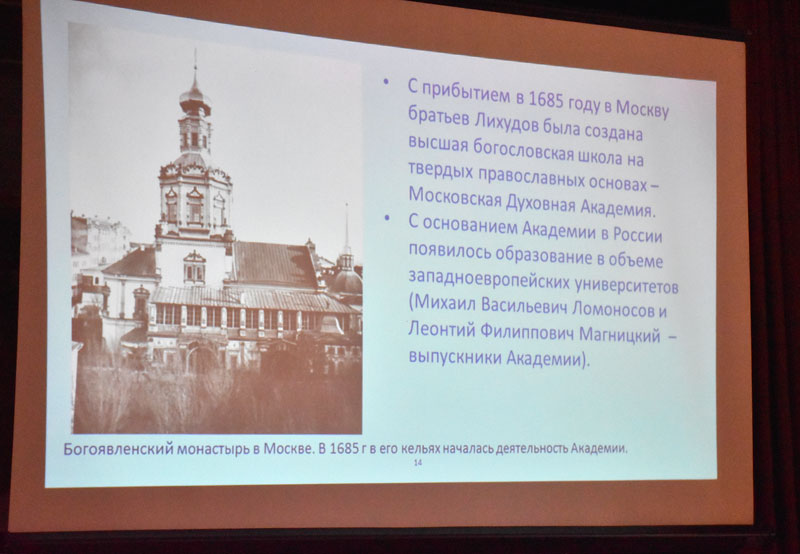 • С прибытием в 1685 году в Москву
братьев Лихудов была создана
высшая богословская школа на
твердых православных основах –
Московская Духовная Академия.
• С основанием Академии в России
появилось образование в объеме
западноевропейских университетов
(Михаил Васильевич Ломоносов и
Леонтий Филиппович Магницкий –
выпускники Академии).
Богоявленский монастырь в Москве. В 1685 г в его кельях началась деятельность Академии.
14